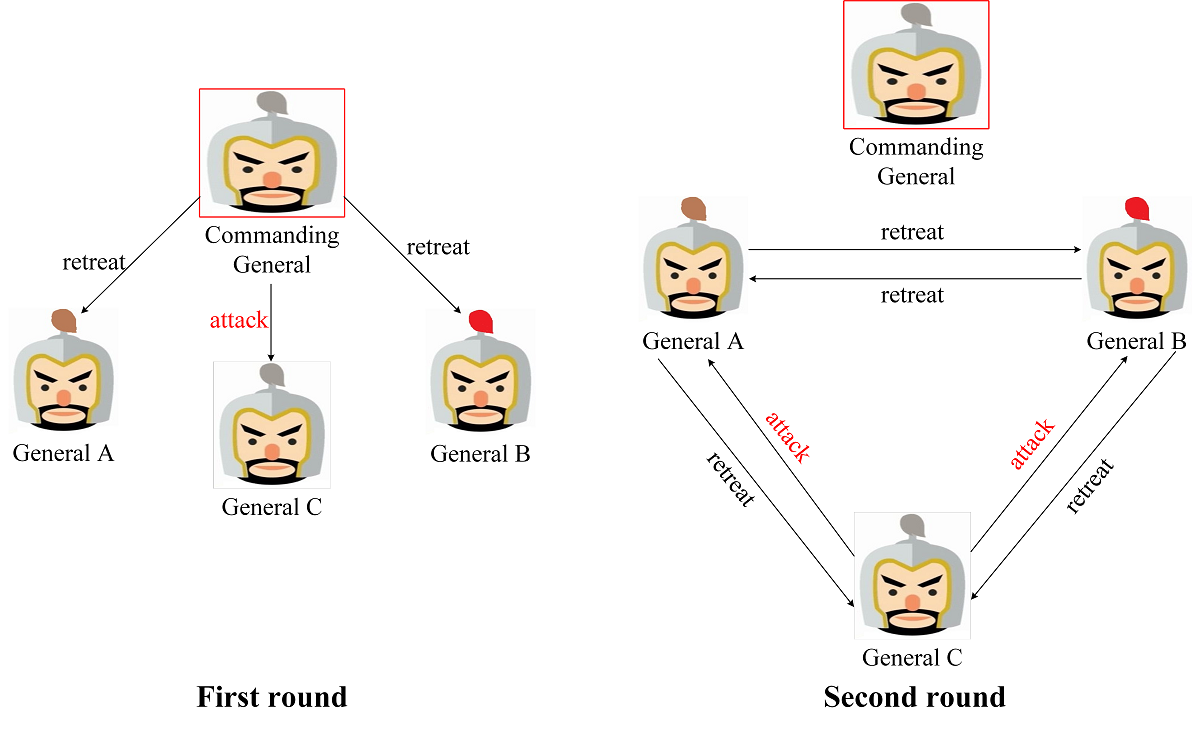 Commanding
General
retreat
retreat
attack
General A
General B
General C
First round
Commanding
General
retreat
retreat
General A
General B
attack
retreat
attack
retreat
General C
Second round